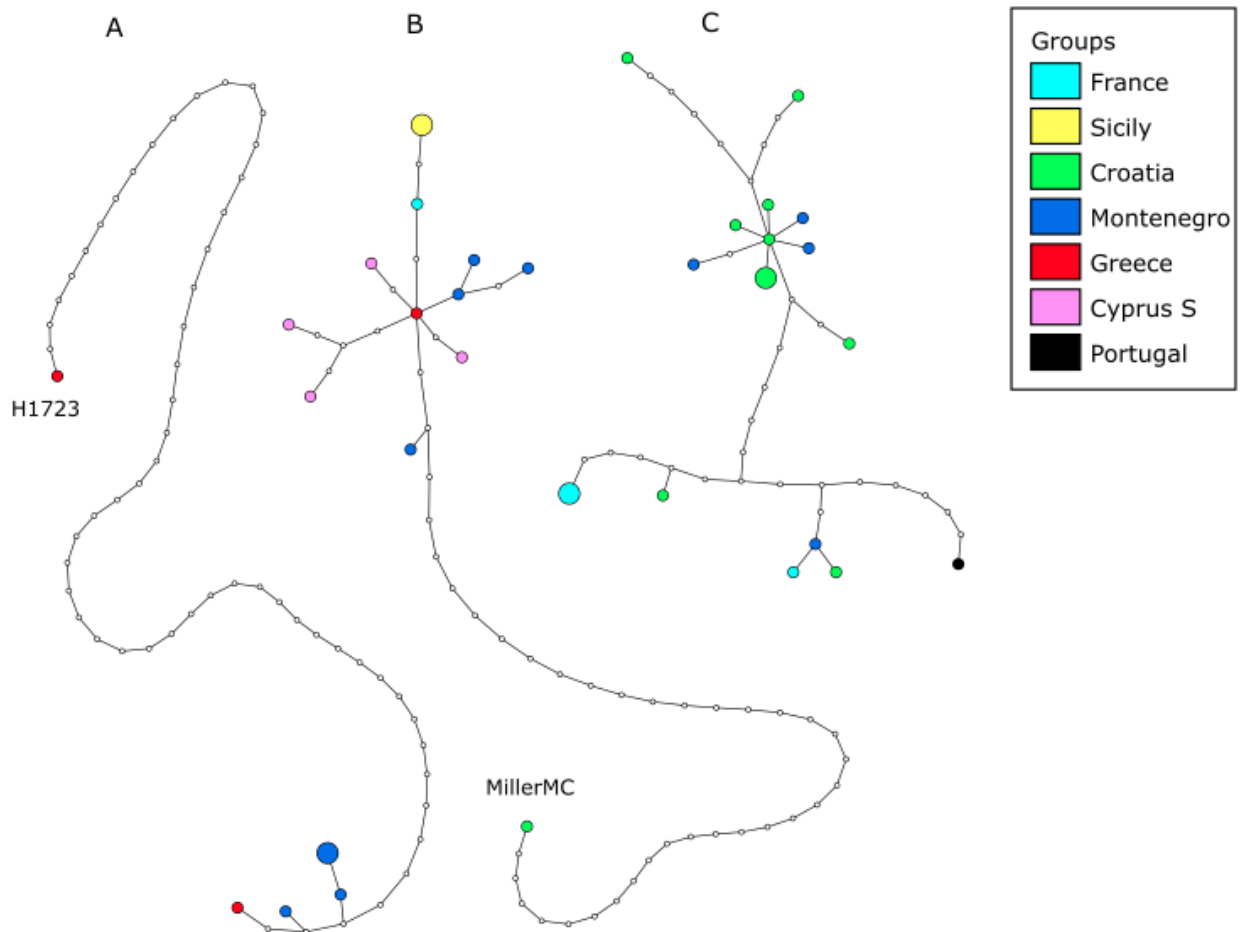 A
B
C
Groups
France
Sicily
Croatia
Montenegro
Greece
Cyprus S
Portugal
H1723
MillerMC